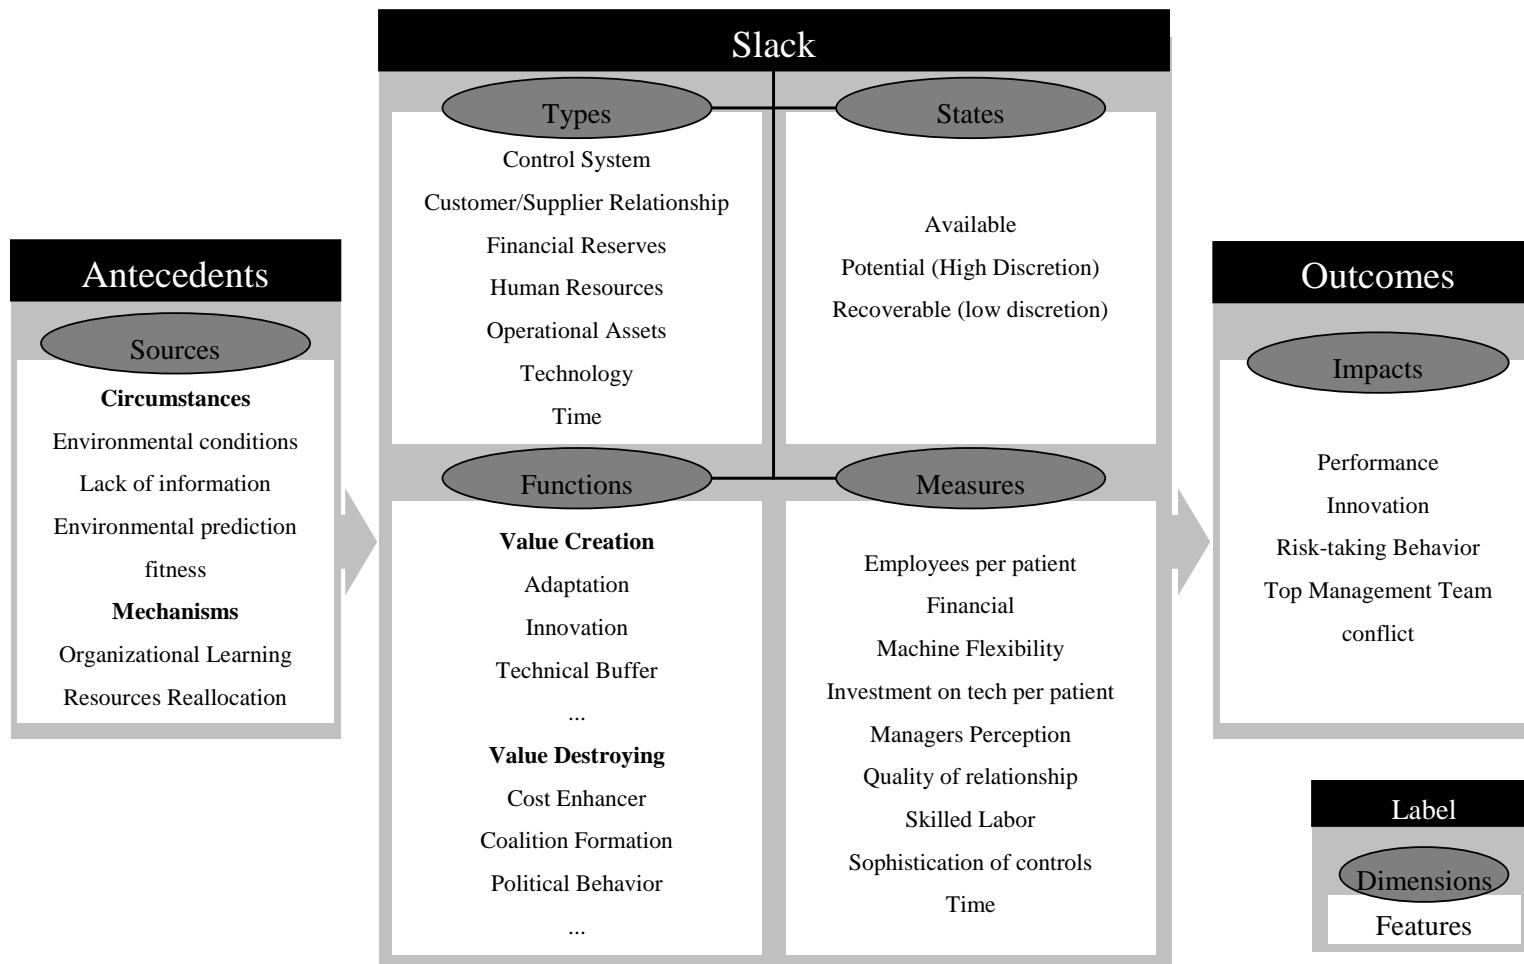 Slack
Types
Control System
Customer/Supplier Relationship
Financial Reserves
Human Resources
Operational Assets
Technology
Time
States
Available
Potential (High Discretion)
Recoverable (low discretion)
Antecedents
Sources
Circumstances
Environmental conditions
Lack of information
Environmental prediction
fitness
Mechanisms
Organizational Learning
Resources Reallocation
Functions
Value Creation
Adaptation
Innovation
Technical Buffer
...
Value Destroying
Cost Enhancer
Coalition Formation
Political Behavior
...
Measures
Employees per patient
Financial
Machine Flexibility
Investment on tech per patient
Managers Perception
Quality of relationship
Skilled Labor
Sophistication of controls
Time
Outcomes
Impacts
Performance
Innovation
Risk-taking Behavior
Top Management Team
conflict
Label
Dimensions
Features